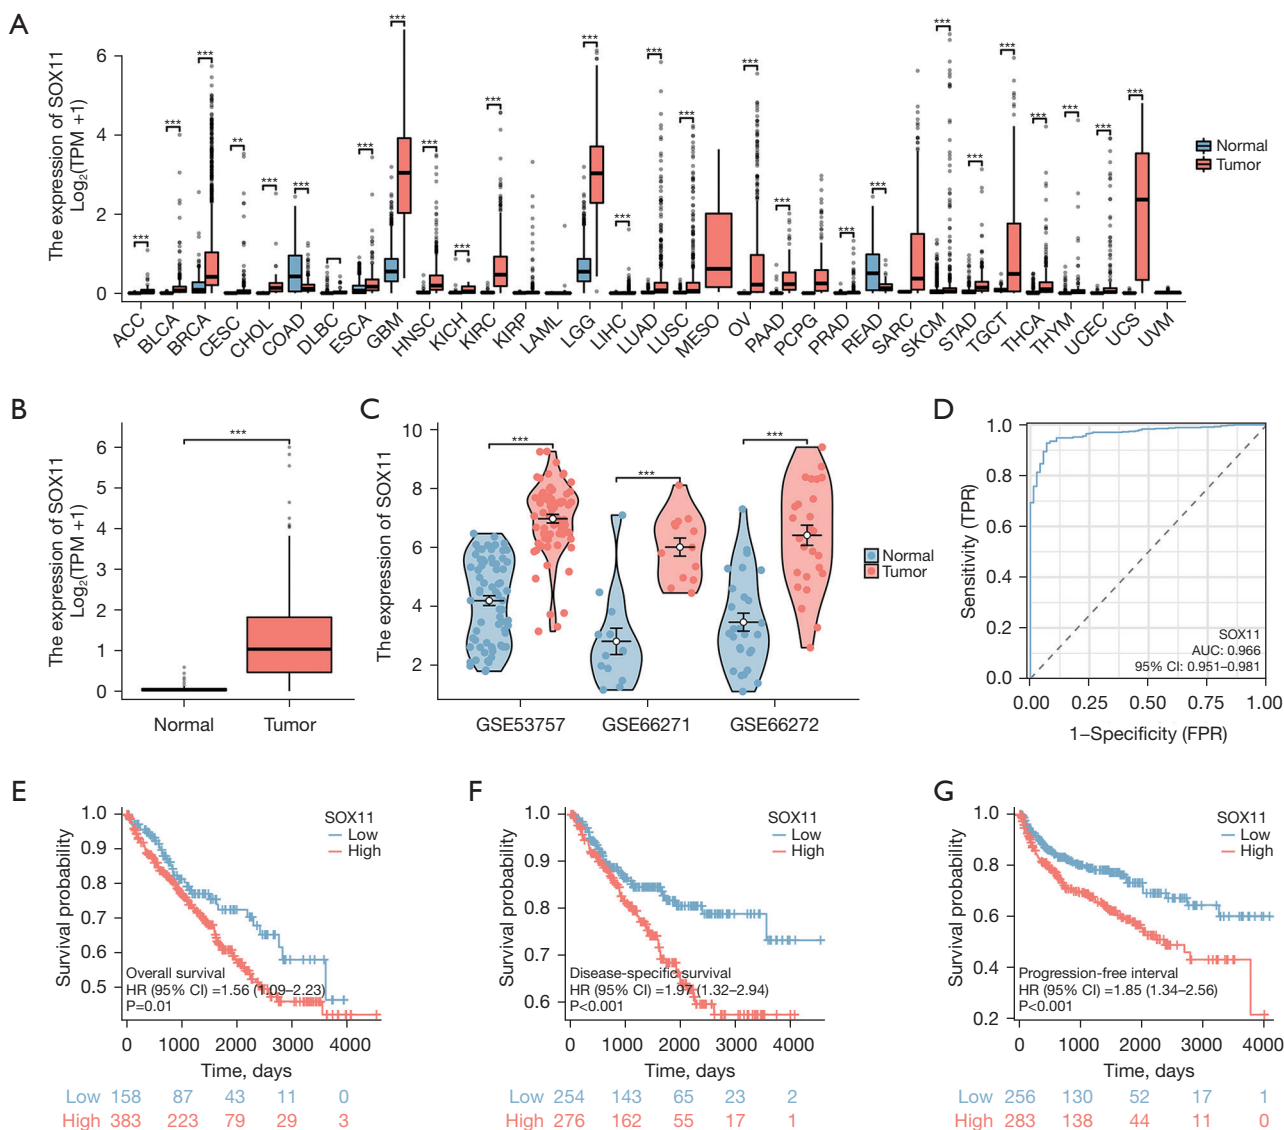 A
The expression of SOX11
Log₂(TPM +1)
6
4
2
0
*** *** *** ** *** *** *** *** *** *** *** *** *** *** *** *** *** *** *** *** *** *** *** *** *** ***
Normal
Tumor
ACC BLCA BRCA CESC CHOL COAD DLBC ESCA GBM HNSC KICH KIRC KIRP LAML LGG LIHC LUAD LUSC MESO OV PAAD PCPG PRAD READ SARC SKCM STAD TGCT THCA THYM UCEC UCS UVM
B
The expression of SOX11
Log₂(TPM +1)
6
5
4
3
2
1
0
***
Normal Tumor
C
The expression of SOX11
10
8
6
4
2
*** *** ***
Normal
Tumor
GSE53757 GSE66271 GSE66272
D
Sensitivity (TPR)
1.0
0.8
0.6
0.4
0.2
0.0
SOX11
AUC: 0.966
95% CI: 0.951–0.981
0.00 0.25 0.50 0.75 1.00
1−Specificity (FPR)
E
Survival probability
1.0
0.9
0.8
0.7
0.6
0.5
SOX11
Low
High
Overall survival
HR (95% CI) =1.56 (1.09–2.23)
P=0.01
0 1000 2000 3000 4000
Time, days
Low 158 87 43 11 0
High 383 223 79 29 3
F
Survival probability
1.0
0.9
0.8
0.7
0.6
SOX11
Low
High
Disease-specific survival
HR (95% CI) =1.97 (1.32–2.94)
P<0.001
0 1000 2000 3000 4000
Time, days
Low 254 143 65 23 2
High 276 162 55 17 1
G
Survival probability
1.0
0.8
0.6
0.4
0.2
SOX11
Low
High
Progression-free interval
HR (95% CI) =1.85 (1.34–2.56)
P<0.001
0 1000 2000 3000 4000
Time, days
Low 256 130 52 17 1
High 283 138 44 11 0